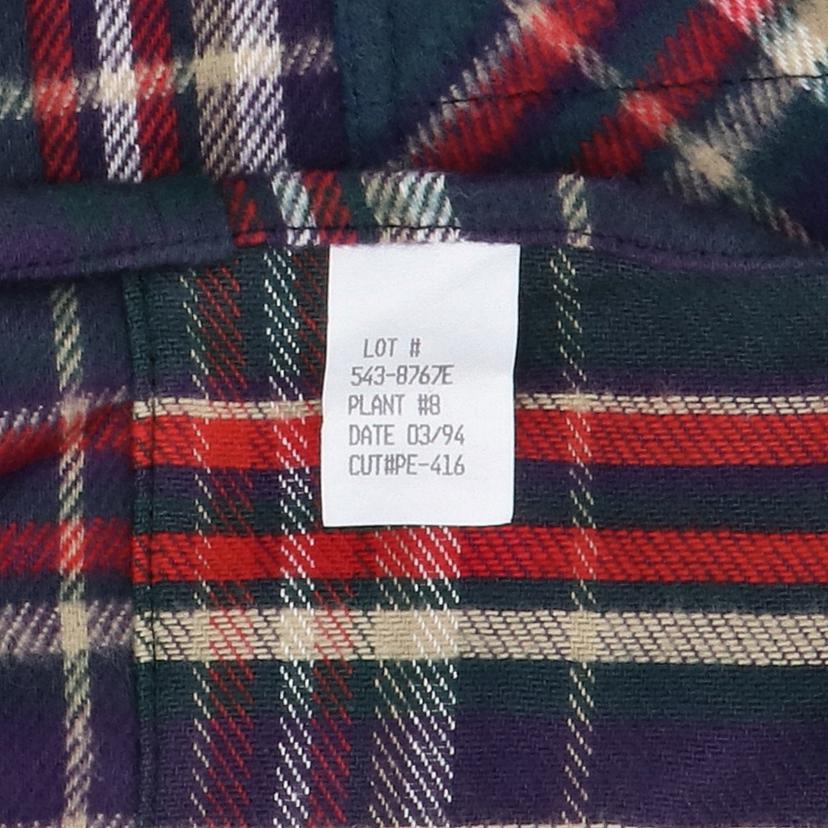 LOT #
543-8767E
PLANT #8
DATE 03/94
CUT#PE-416